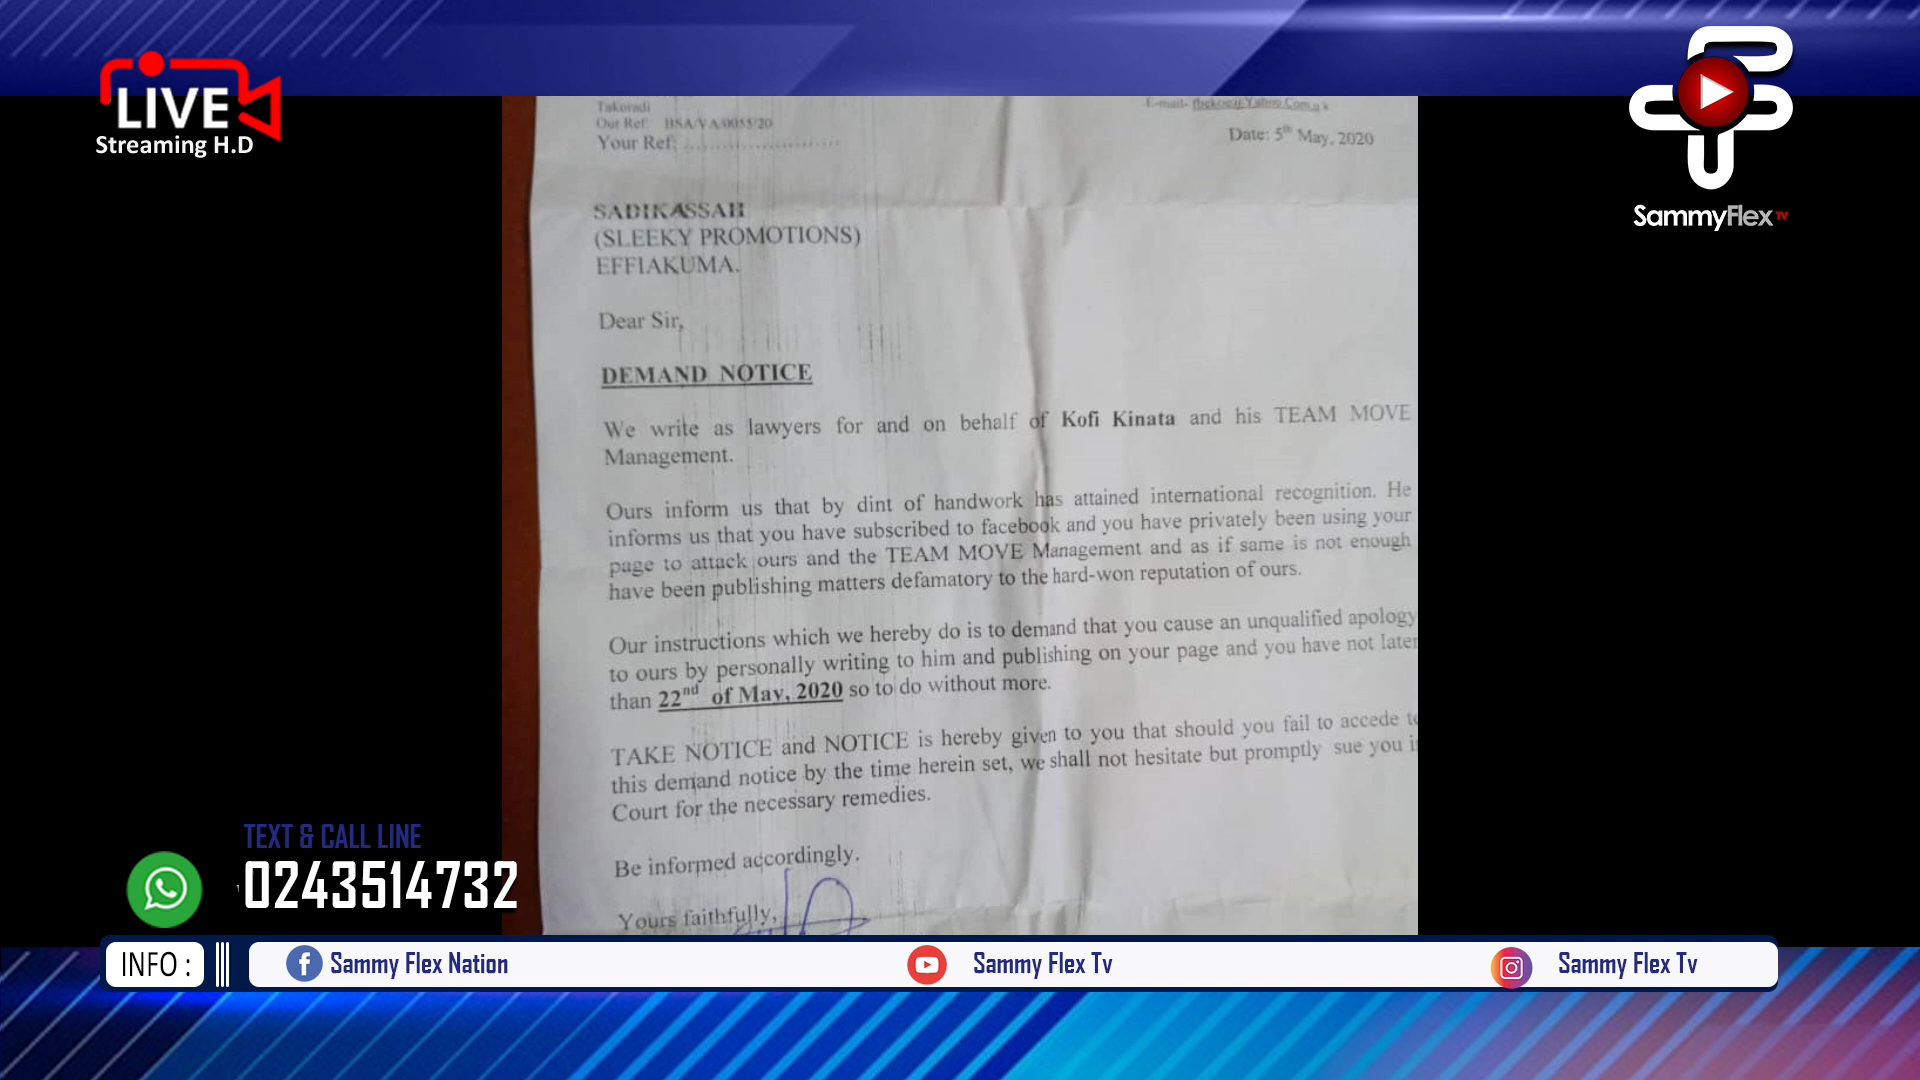 LIVE
Streaming H.D
SammyFlex TV
Takoradi
Our Ref: HSA/VA/0055/20
Your Ref: ........................
Date: 5th May, 2020
SADIKASSAH
(SLEEKY PROMOTIONS)
EFFIAKUMA.
Dear Sir,
DEMAND NOTICE
We write as lawyers for and on behalf of Kofi Kinata and his TEAM MOVE
Management.
Ours inform us that by dint of handwork has attained international recognition. He
informs us that you have subscribed to facebook and you have privately been using your
page to attack ours and the TEAM MOVE Management and as if same is not enough
have been publishing matters defamatory to the hard-won reputation of ours.
Our instructions which we hereby do is to demand that you cause an unqualified apology
to ours by personally writing to him and publishing on your page and you have not later
than 22nd of May, 2020 so to do without more.
TAKE NOTICE and NOTICE is hereby given to you that should you fail to accede
this demand notice by the time herein set, we shall not hesitate but promptly sue you
Court for the necessary remedies.
Be informed accordingly.
Yours faithfully,
TEXT & CALL LINE
0243514732
INFO :
Sammy Flex Nation
Sammy Flex Tv
Sammy Flex Tv